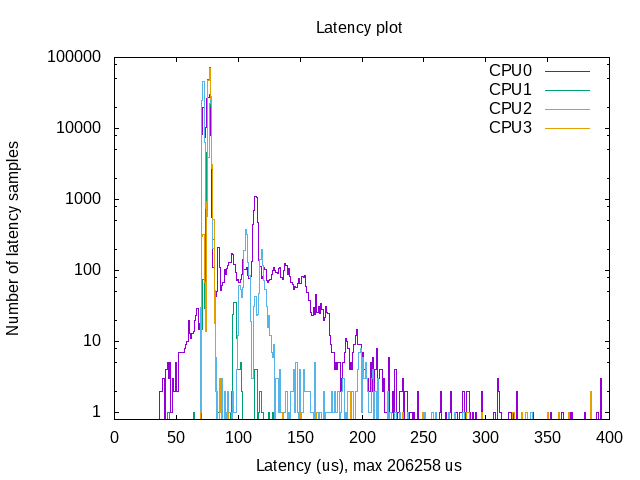 Latency plot
Number of latency samples
100000
10000
1000
100
10
1
CPU0
CPU1
CPU2
CPU3
0 50 100 150 200 250 300 350 400
Latency (us), max 206258 us